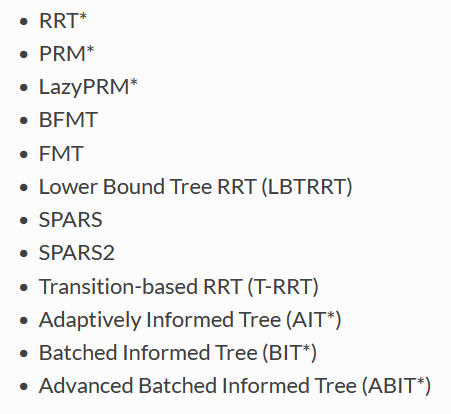 RRT*
PRM*
LazyPRM*
BFMT
FMT
Lower Bound Tree RRT (LBTRRT)
SPARS
SPARS2
Transition-based RRT (T-RRT)
Adaptively Informed Tree (AIT*)
Batched Informed Tree (BIT*)
Advanced Batched Informed Tree (ABIT*)